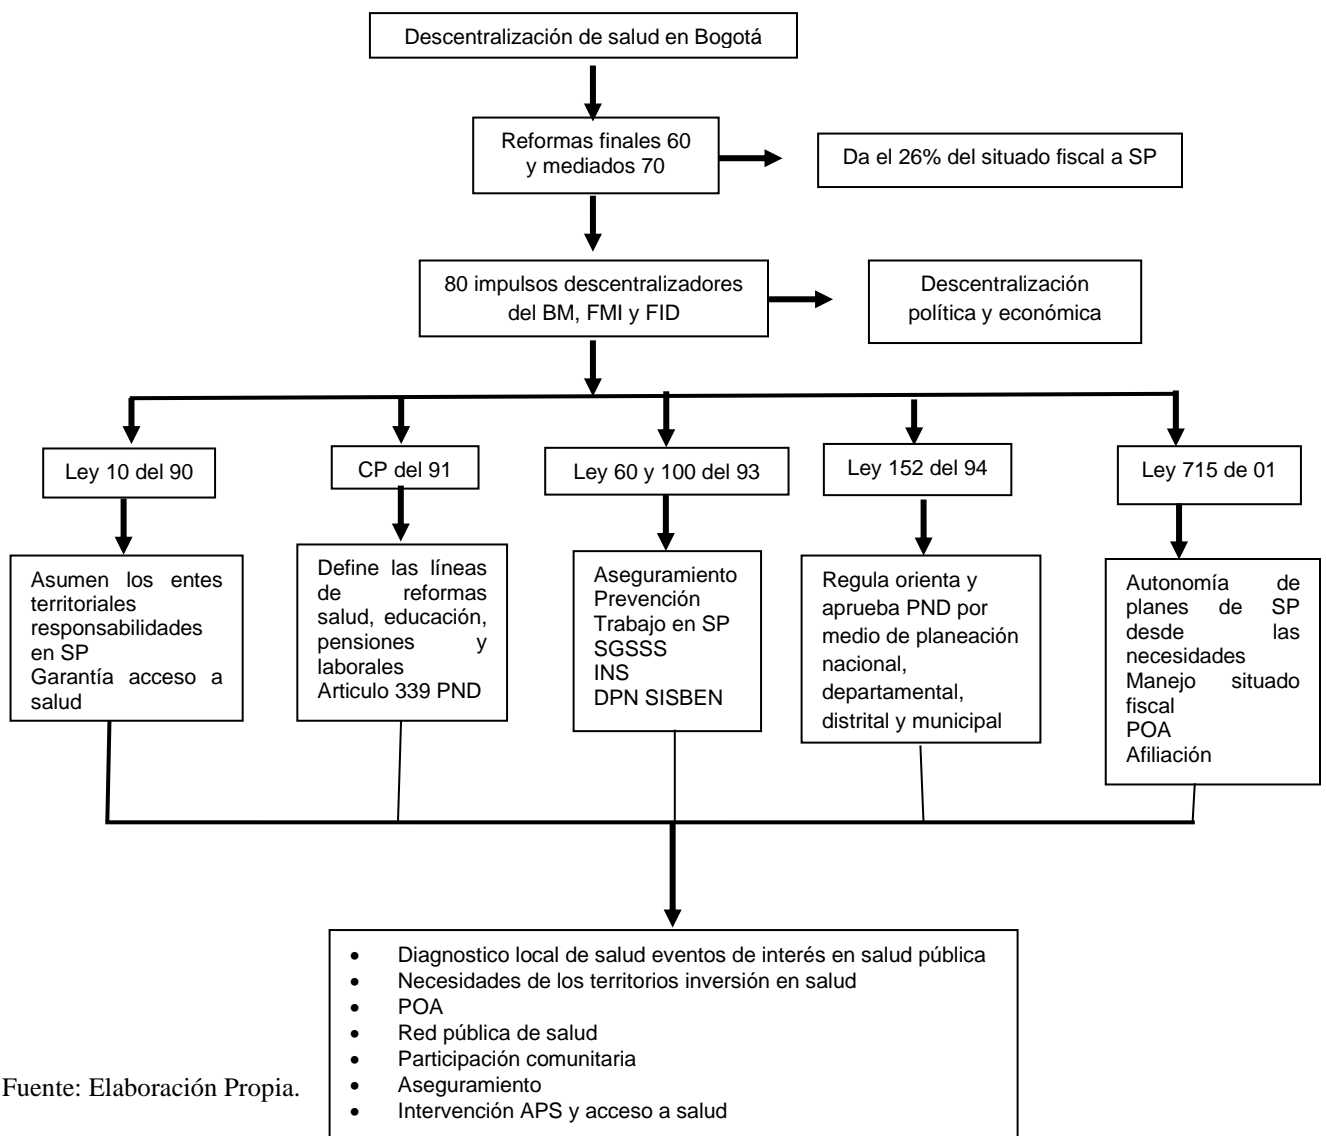 Descentralización de salud en Bogotá
Reformas finales 60
y mediados 70
Da el 26% del situado fiscal a SP
80 impulsos descentralizadores
del BM, FMI y FID
Descentralización
política y económica
Ley 10 del 90
CP del 91
Ley 60 y 100 del 93
Ley 152 del 94
Ley 715 de 01
Asumen los entes
territoriales
responsabilidades
en SP
Garantía acceso a
salud
Define las líneas
de reformas
salud, educación,
pensiones y
laborales
Articulo 339 PND
Aseguramiento
Prevención
Trabajo en SP
SGSSS
INS
DPN SISBEN
Regula orienta y
aprueba PND por
medio de planeación
nacional,
departamental,
distrital y municipal
Autonomía de
planes de SP
desde las
necesidades
Manejo situado
fiscal
POA
Afiliación
• Diagnostico local de salud eventos de interés en salud pública
• Necesidades de los territorios inversión en salud
• POA
• Red pública de salud
• Participación comunitaria
• Aseguramiento
• Intervención APS y acceso a salud
Fuente: Elaboración Propia.